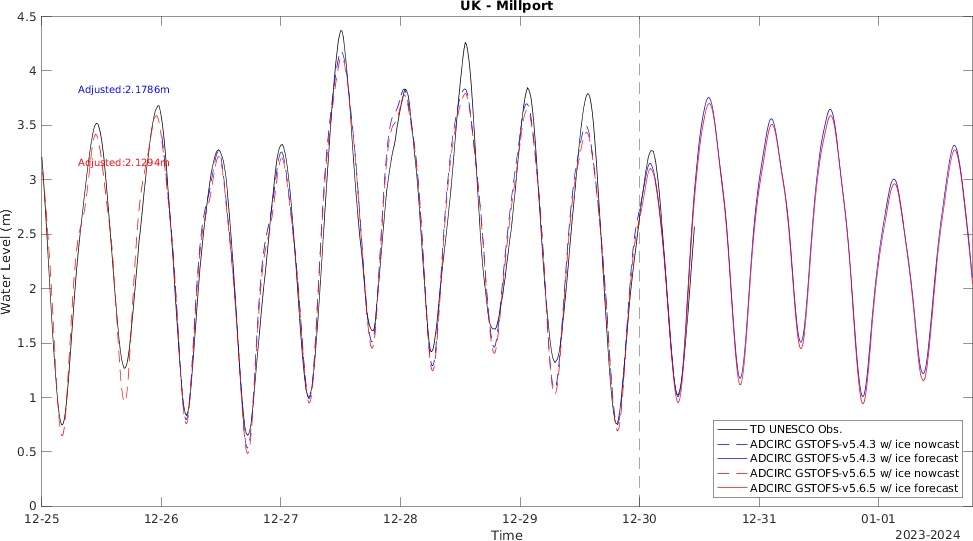 UK - Millport
4.5
4
3.5
3
2.5
2
1.5
1
0.5
0
Water Level (m)
Adjusted:2.1786m
Adjusted:2.1294m
TD UNESCO Obs.
ADCIRC GSTOFS-v5.4.3 w/ ice nowcast
ADCIRC GSTOFS-v5.4.3 w/ ice forecast
ADCIRC GSTOFS-v5.6.5 w/ ice nowcast
ADCIRC GSTOFS-v5.6.5 w/ ice forecast
12-25 12-26 12-27 12-28 12-29 12-30 12-31 01-01
Time
2023-2024